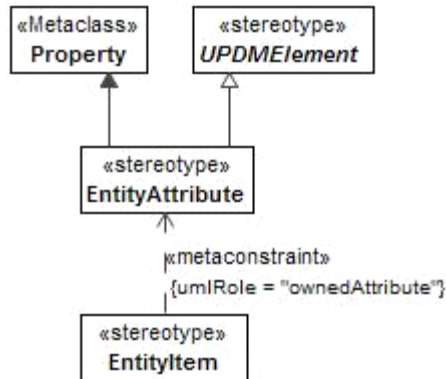 «Metaclass»
Property
«stereotype»
UPDMElement
«stereotype»
EntityAttribute
«metaconstraint»
{umlRole = "ownedAttribute"}
«stereotype»
EntityItem